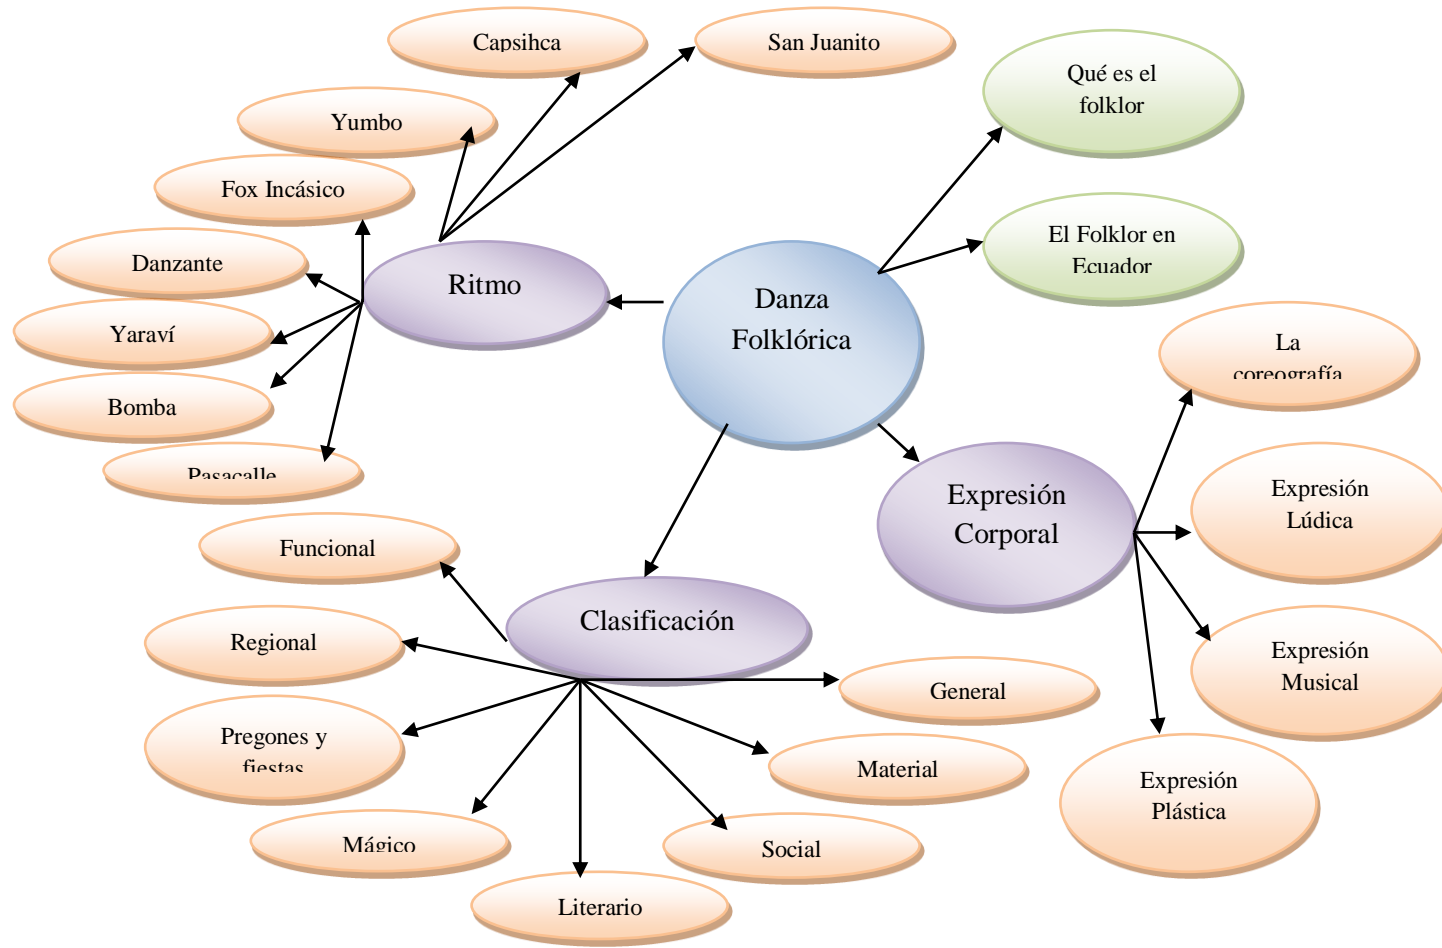 Capsihca
San Juanito
Qué es el
folklor
Yumbo
Fox Incásico
Danzante
Ritmo
El Folklor en
Ecuador
Danza
Folklórica
Yaraví
La
coreografía
Bomba
Pasacalle
Expresión
Corporal
Expresión
Lúdica
Funcional
Clasificación
Regional
Expresión
Musical
General
Pregones y
fiestas
Material
Expresión
Plástica
Mágico
Social
Literario